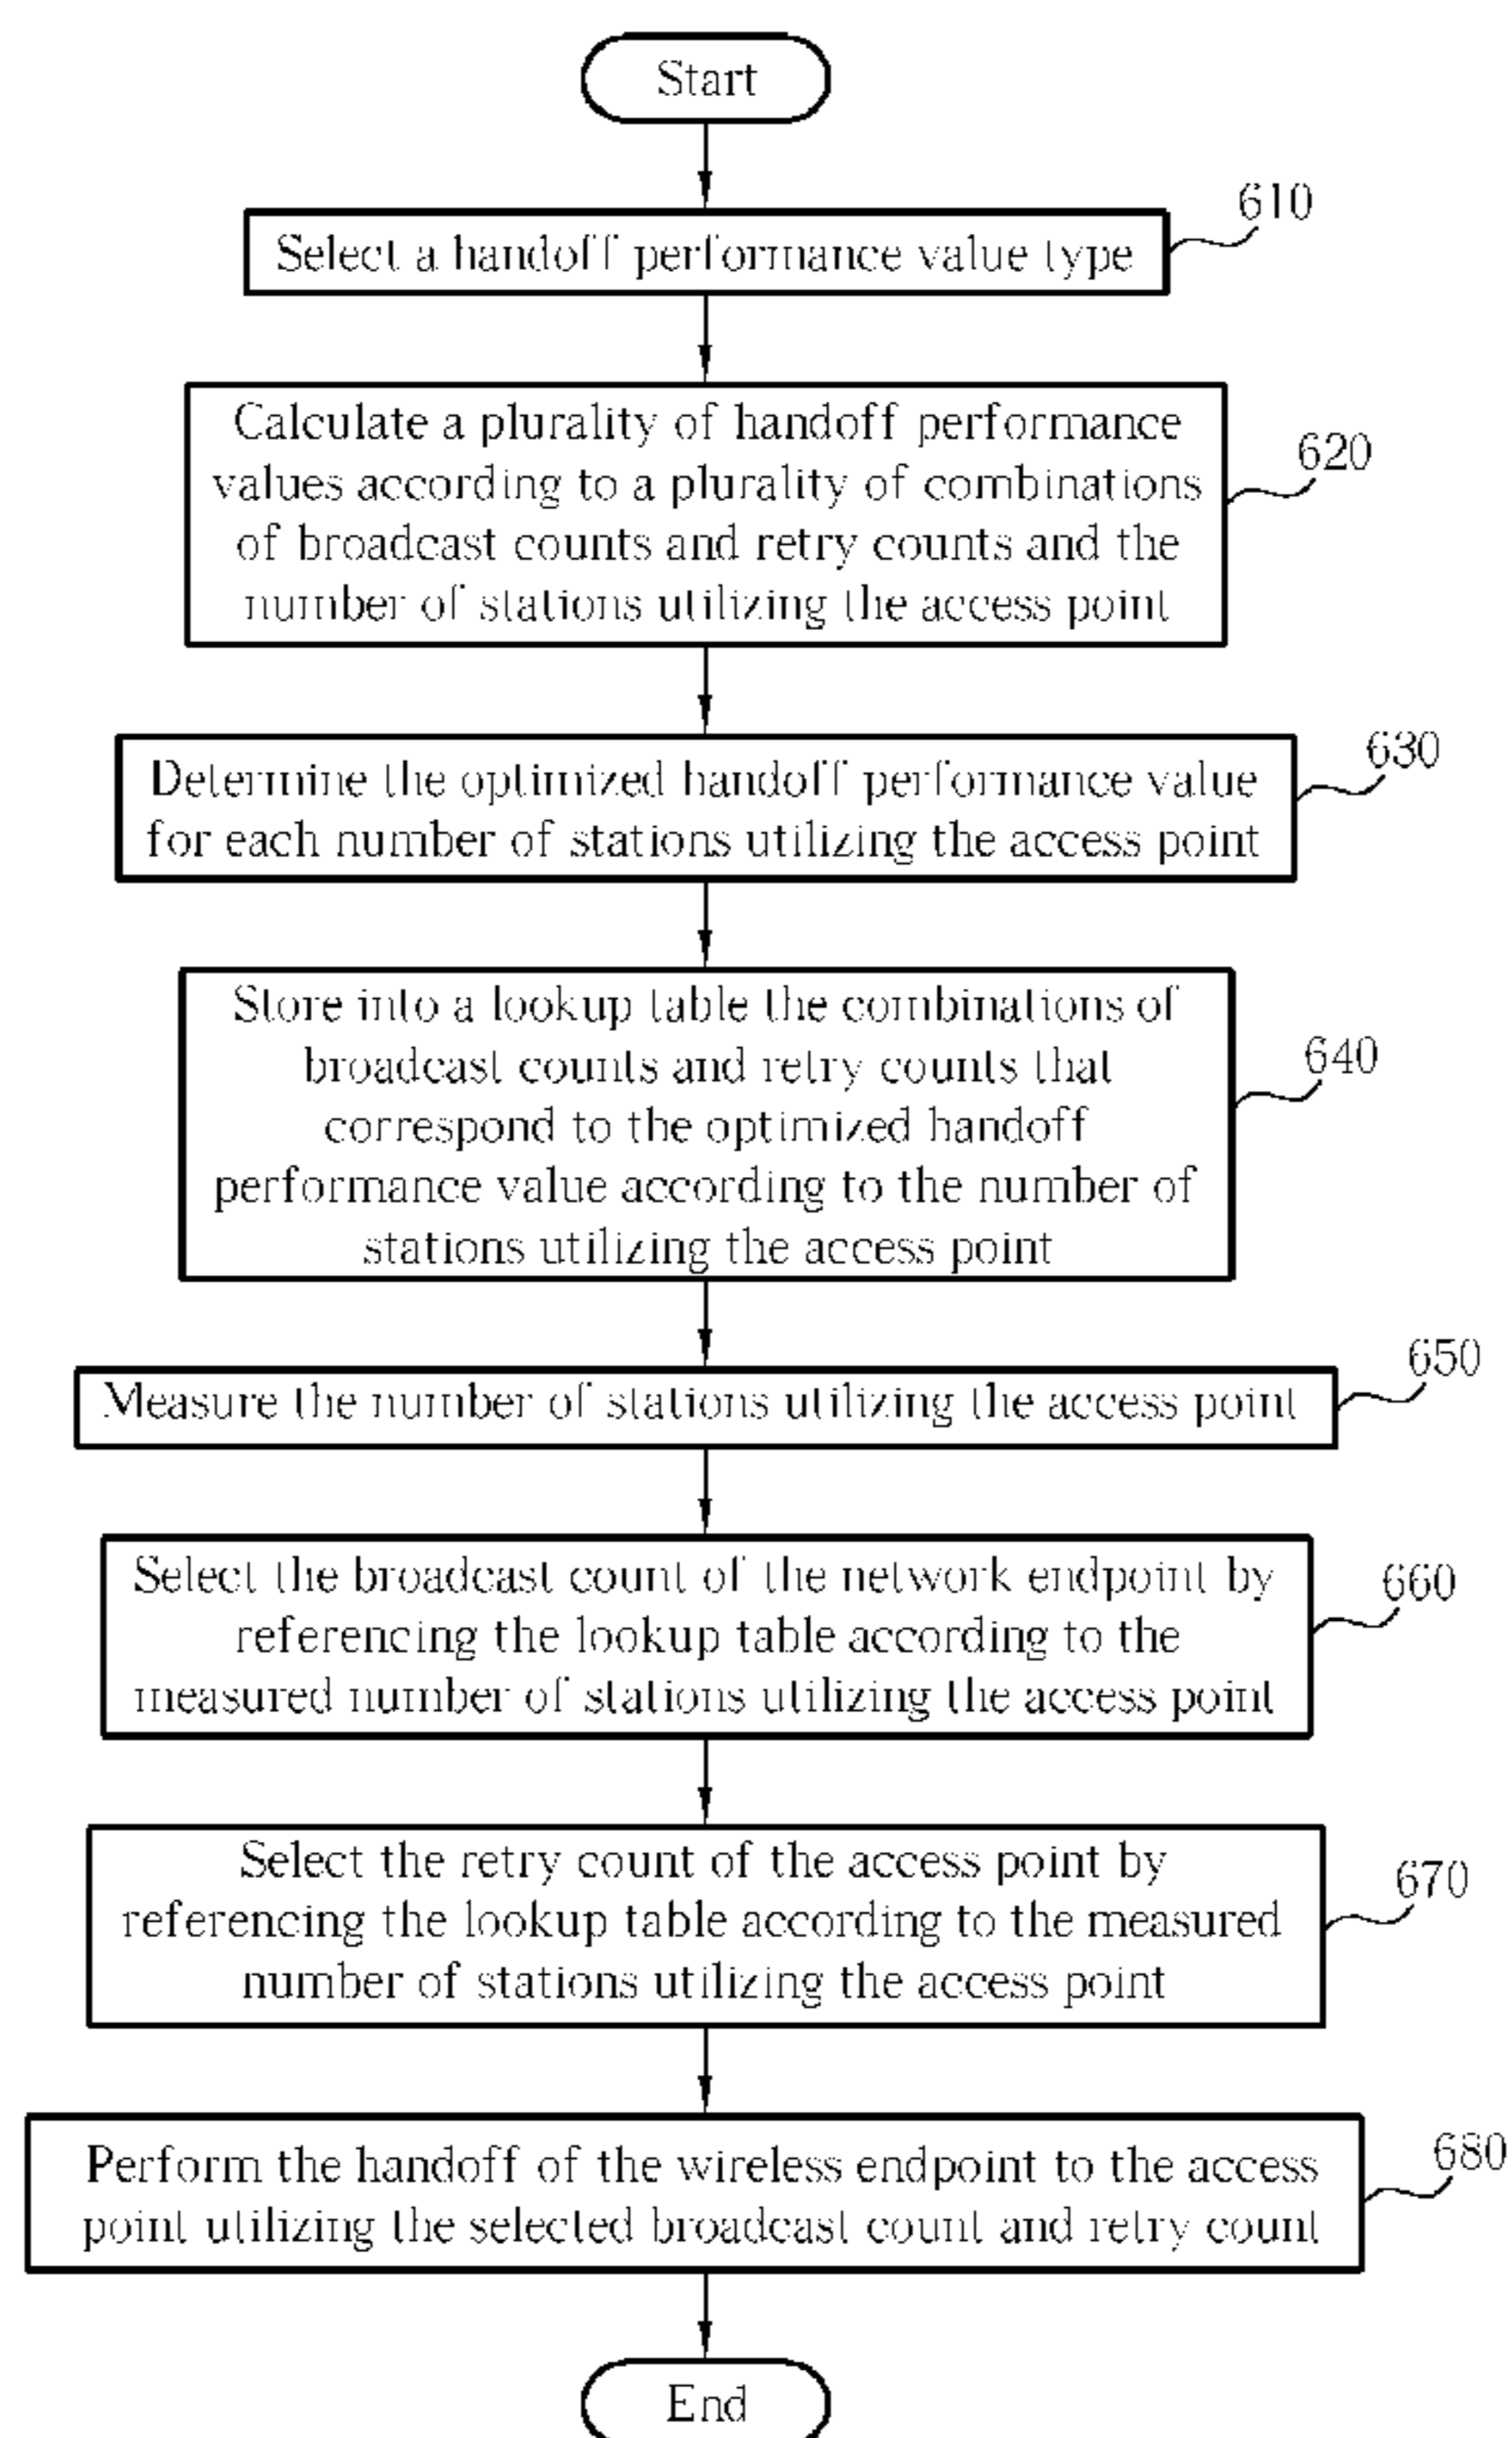 Start
610
Select a handoff performance value type
Calculate a plurality of handoff performance
values according to a plurality of combinations
of broadcast counts and retry counts and the
number of stations utilizing the access point
620
630
Determine the optimized handoff performance value
for each number of stations utilizing the access point
Store into a lookup table the combinations of
broadcast counts and retry counts that
correspond to the optimized handoff
performance value according to the number of
stations utilizing the access point
640
650
Measure the number of stations utilizing the access point
Select the broadcast count of the network endpoint by
referencing the lookup table according to the
measured number of stations utilizing the access point
660
Select the retry count of the access point by
referencing the lookup table according to the measured
number of stations utilizing the access point
670
Perform the handoff of the wireless endpoint to the access
point utilizing the selected broadcast count and retry count
680
End